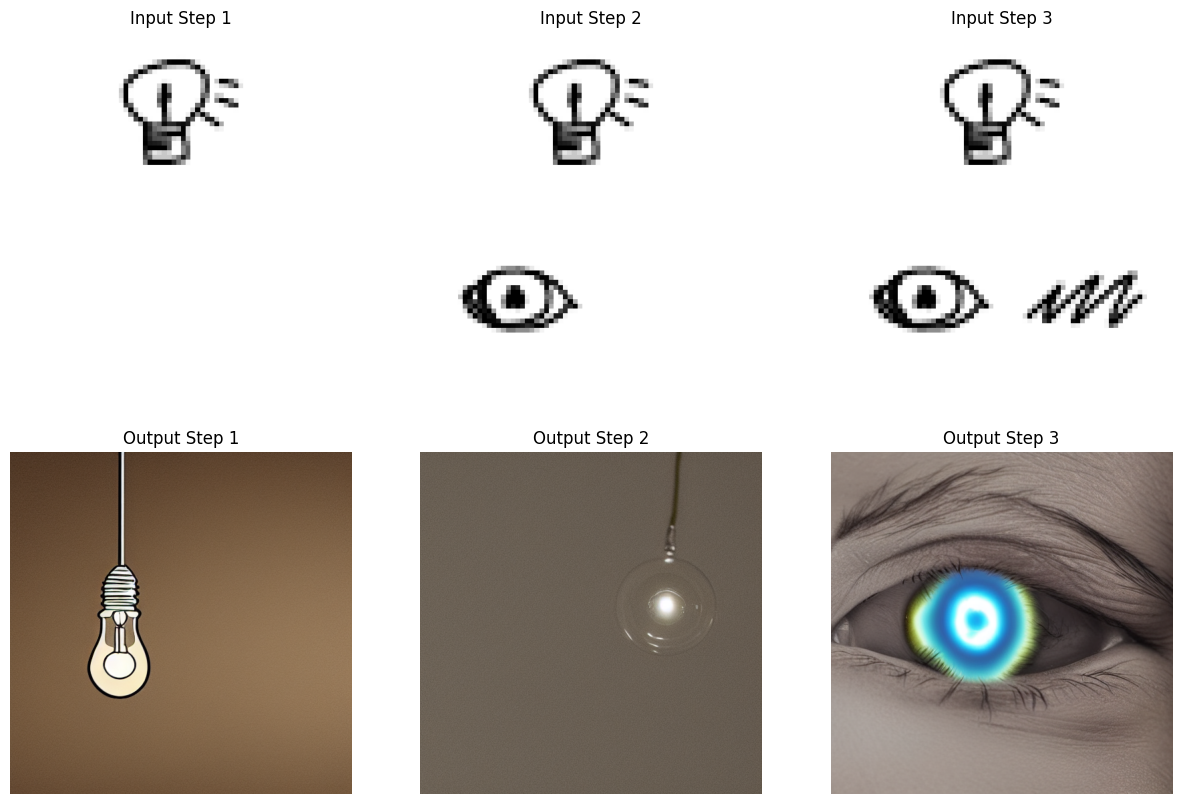 Input Step 1
Input Step 2
Input Step 3
Output Step 1
Output Step 2
Output Step 3